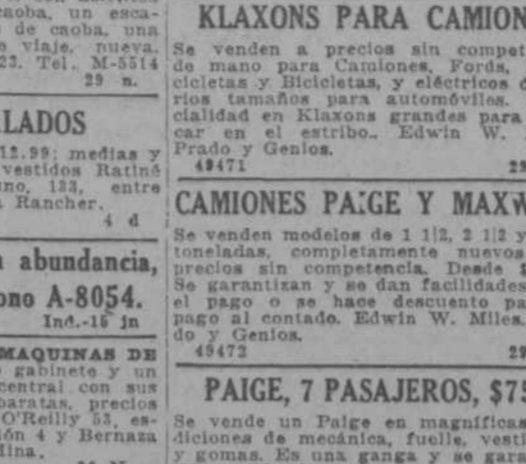 caoba, un esca-
de caoba, una
viaje, nueva.
23. Tel. M-5514
29 n.
LADOS
12.99; medias y
vestidos Ratiné
uno, 133, entre
Rancher.
4 d
abundancia,
ono A-8054.
Ind.-15 jn
MAQUINAS DE
gabinete y un
central con sus
baratas, precios
O'Reilly 53, es-
ión 4 y Bernaza
lina.
KLAXONS PARA CAMION
Se venden a precios sin compet
de mano para Camiones, Fords,
cicletas y Bicicletas, y eléctricos d
rios tamaños para automóviles.
cialidad en Klaxons grandes para
car en el estribo.. Edwin W.
Prado y Genios.
49471 29
CAMIONES PAIGE Y MAXW
Se venden modelos de 1 1|2, 2 1|2 y
toneladas, completamente nuevos
precios sin competencia. Desde
Se garantizan y se dan facilidades
el pago o se hace descuento pa
pago al contado. Edwin W. Miles.
do y Genios.
49472 29
PAIGE, 7 PASAJEROS, $75
Se vende un Paige en magníficas
diciones de mecánica, fuelle, vesti
y gomas. Es una ganga y se gara